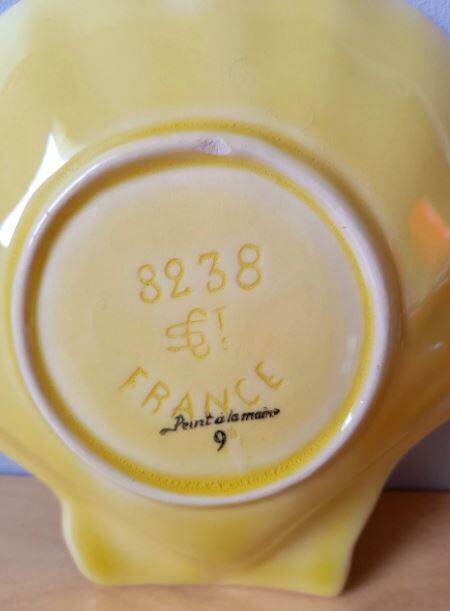 8238
FRANCE
Peint à la main
9